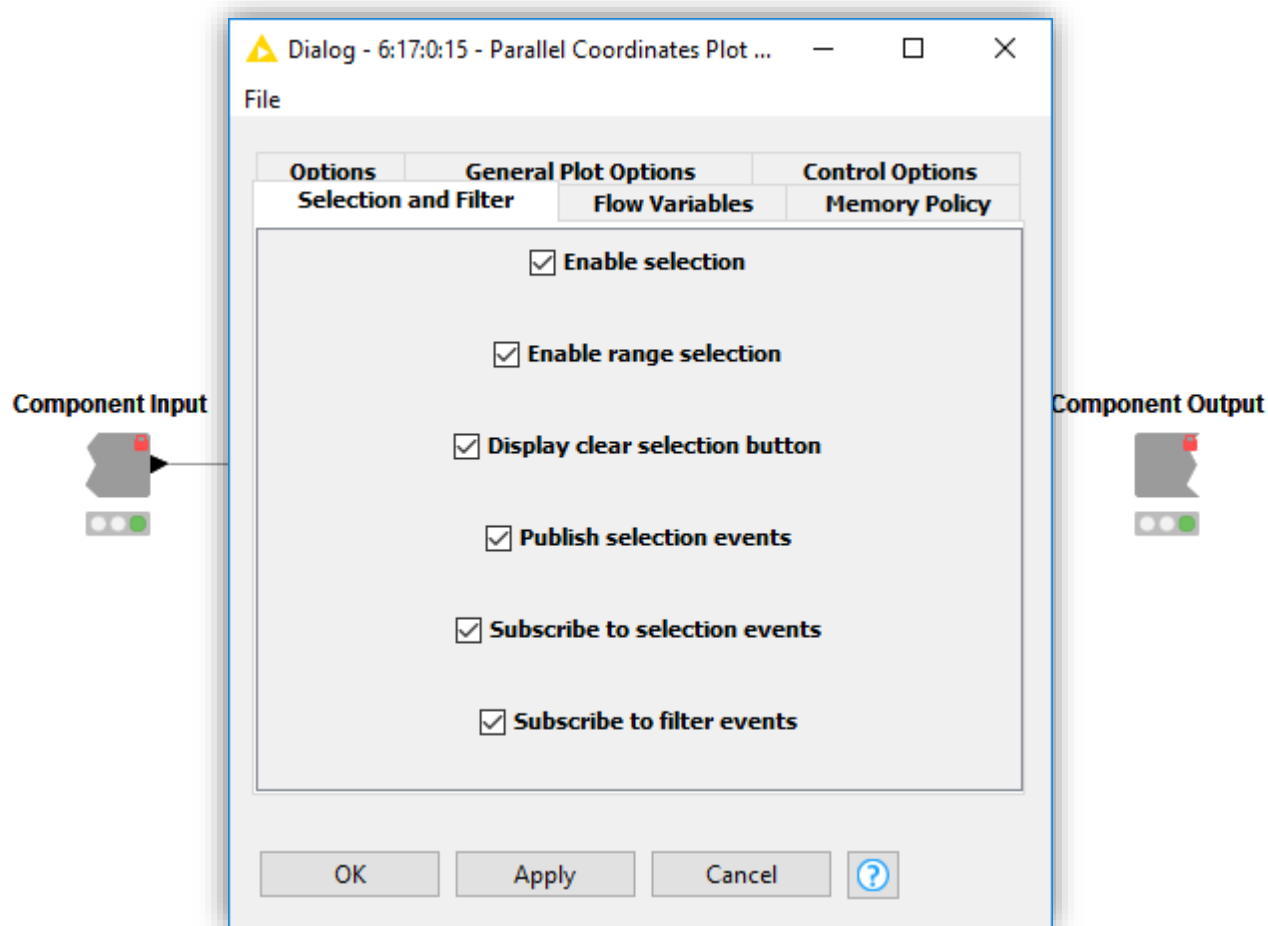 Dialog - 6:17:0:15 - Parallel Coordinates Plot ...
File
Options General Plot Options Control Options
Selection and Filter Flow Variables Memory Policy
Enable selection
Enable range selection
Component Input
Component Output
Display clear selection button
Publish selection events
Subscribe to selection events
Subscribe to filter events
OK Apply Cancel ?